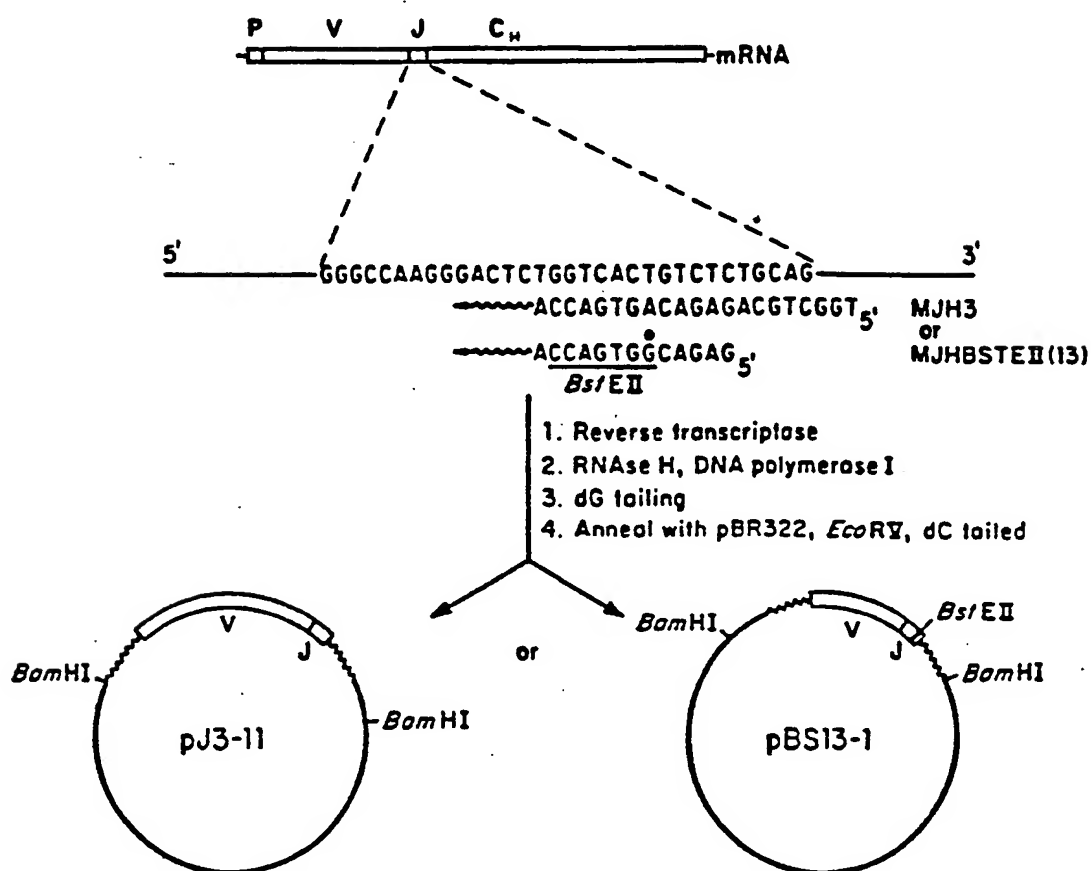 P V J C_H
mRNA
5' 3'
GGGCCAAGGGACTCTGGTCACTGTCTCTGCAG
ACCAGTGACAGAGACGTCGGT5' MJH3
or
ACCAGTGGCAGAG5' MJHBSTEII(13)
BstEII
1. Reverse transcriptase
2. RNAse H, DNA polymerase I
3. dG tailing
4. Anneal with pBR322, EcoRV, dC tailed
V J BamHI BamHI
pJ3-11
or
BamHI V J BstEII
BamHI
pBS13-1